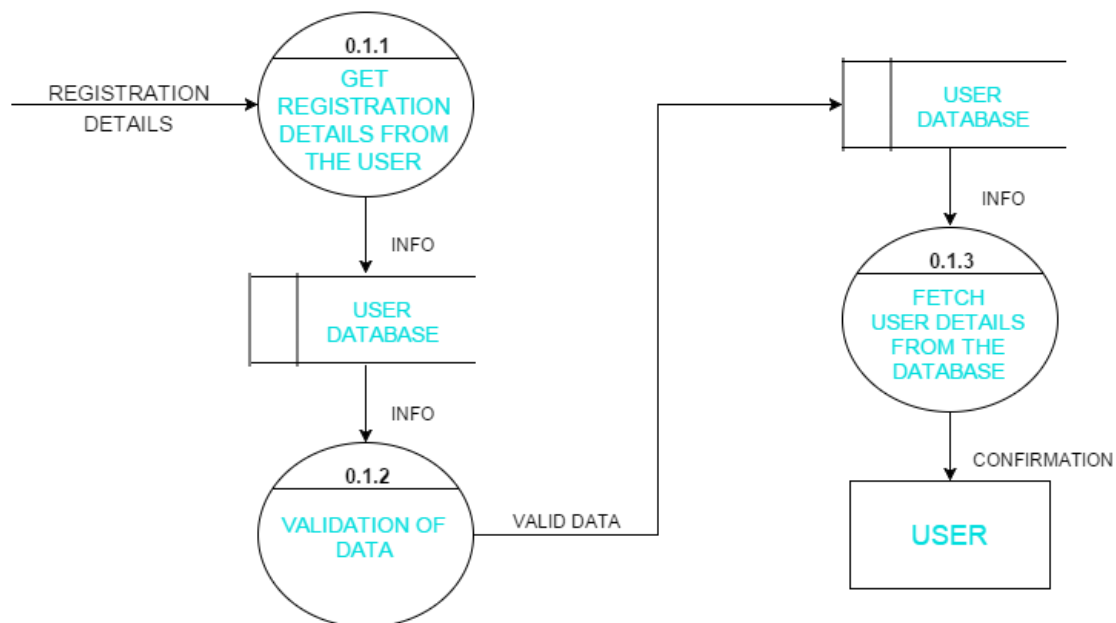 REGISTRATION
DETAILS
0.1.1
GET
REGISTRATION
DETAILS FROM
THE USER
INFO
USER
DATABASE
INFO
0.1.2
VALIDATION OF
DATA
VALID DATA
USER
DATABASE
INFO
0.1.3
FETCH
USER DETAILS
FROM THE
DATABASE
CONFIRMATION
USER